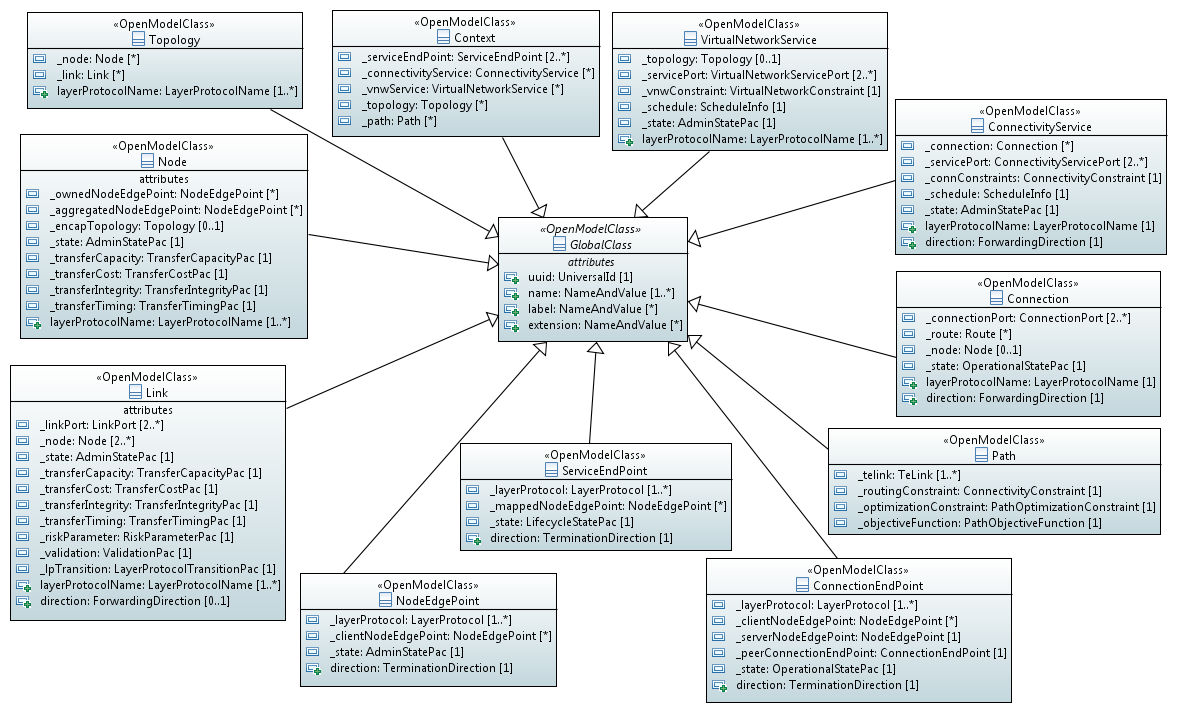 «OpenModelClass»
Topology
_node: Node [*]
_link: Link [*]
layerProtocolName: LayerProtocolName [1..*]
«OpenModelClass»
Context
_serviceEndPoint: ServiceEndPoint [2..*]
_connectivityService: ConnectivityService [*]
_vnwService: VirtualNetworkService [*]
_topology: Topology [*]
_path: Path [*]
«OpenModelClass»
VirtualNetworkService
_topology: Topology [0..1]
_servicePort: VirtualNetworkServicePort [2..*]
_vnwConstraint: VirtualNetworkConstraint [1]
_schedule: ScheduleInfo [1]
_state: AdminStatePac [1]
layerProtocolName: LayerProtocolName [1..*]
«OpenModelClass»
ConnectivityService
_connection: Connection [*]
_servicePort: ConnectivityServicePort [2..*]
_connConstraints: ConnectivityConstraint [1]
_schedule: ScheduleInfo [1]
_state: AdminStatePac [1]
layerProtocolName: LayerProtocolName [1]
direction: ForwardingDirection [1]
«OpenModelClass»
Node
attributes
_ownedNodeEdgePoint: NodeEdgePoint [*]
_aggregatedNodeEdgePoint: NodeEdgePoint [*]
_encapTopology: Topology [0..1]
_state: AdminStatePac [1]
_transferCapacity: TransferCapacityPac [1]
_transferCost: TransferCostPac [1]
_transferIntegrity: TransferIntegrityPac [1]
_transferTiming: TransferTimingPac [1]
layerProtocolName: LayerProtocolName [1..*]
«OpenModelClass»
GlobalClass
attributes
uuid: UniversalId [1]
name: NameAndValue [1..*]
label: NameAndValue [*]
extension: NameAndValue [*]
«OpenModelClass»
Connection
_connectionPort: ConnectionPort [2..*]
_route: Route [*]
_node: Node [0..1]
_state: OperationalStatePac [1]
layerProtocolName: LayerProtocolName [1]
direction: ForwardingDirection [1]
«OpenModelClass»
Link
attributes
_linkPort: LinkPort [2..*]
_node: Node [2..*]
_state: AdminStatePac [1]
_transferCapacity: TransferCapacityPac [1]
_transferCost: TransferCostPac [1]
_transferIntegrity: TransferIntegrityPac [1]
_transferTiming: TransferTimingPac [1]
_riskParameter: RiskParameterPac [1]
_validation: ValidationPac [1]
_lpTransition: LayerProtocolTransitionPac [1]
layerProtocolName: LayerProtocolName [1..*]
direction: ForwardingDirection [0..1]
«OpenModelClass»
ServiceEndPoint
_layerProtocol: LayerProtocol [1..*]
_mappedNodeEdgePoint: NodeEdgePoint [*]
_state: LifecycleStatePac [1]
direction: TerminationDirection [1]
«OpenModelClass»
Path
_telink: TeLink [1..*]
_routingConstraint: ConnectivityConstraint [1]
_optimizationConstraint: PathOptimizationConstraint [1]
_objectiveFunction: PathObjectiveFunction [1]
«OpenModelClass»
NodeEdgePoint
_layerProtocol: LayerProtocol [1..*]
_clientNodeEdgePoint: NodeEdgePoint [*]
_state: AdminStatePac [1]
direction: TerminationDirection [1]
«OpenModelClass»
ConnectionEndPoint
_layerProtocol: LayerProtocol [1..*]
_clientNodeEdgePoint: NodeEdgePoint [*]
_serverNodeEdgePoint: NodeEdgePoint [1]
_peerConnectionEndPoint: ConnectionEndPoint [1]
_state: OperationalStatePac [1]
direction: TerminationDirection [1]